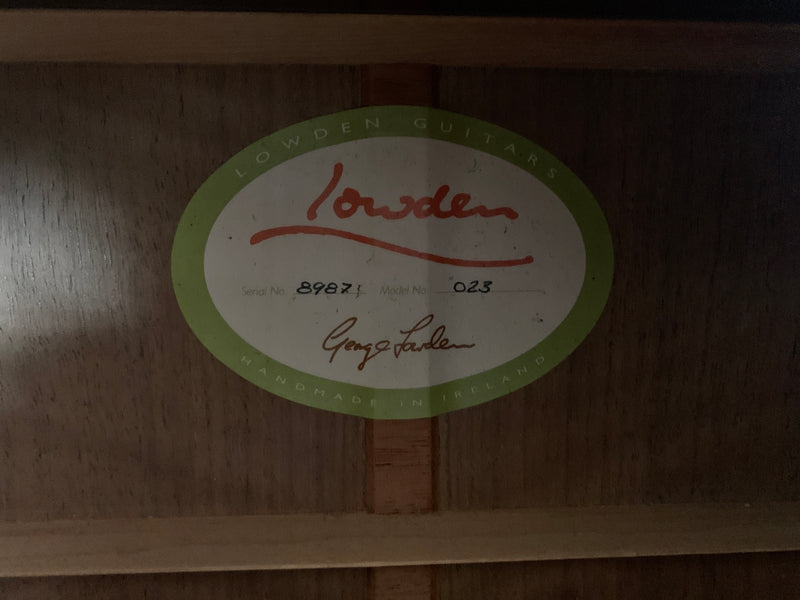 LOWDEN GUITARS
Lowden
Serial No. 8987; Model No. 023
George Lowden
HANDMADE IN IRELAND